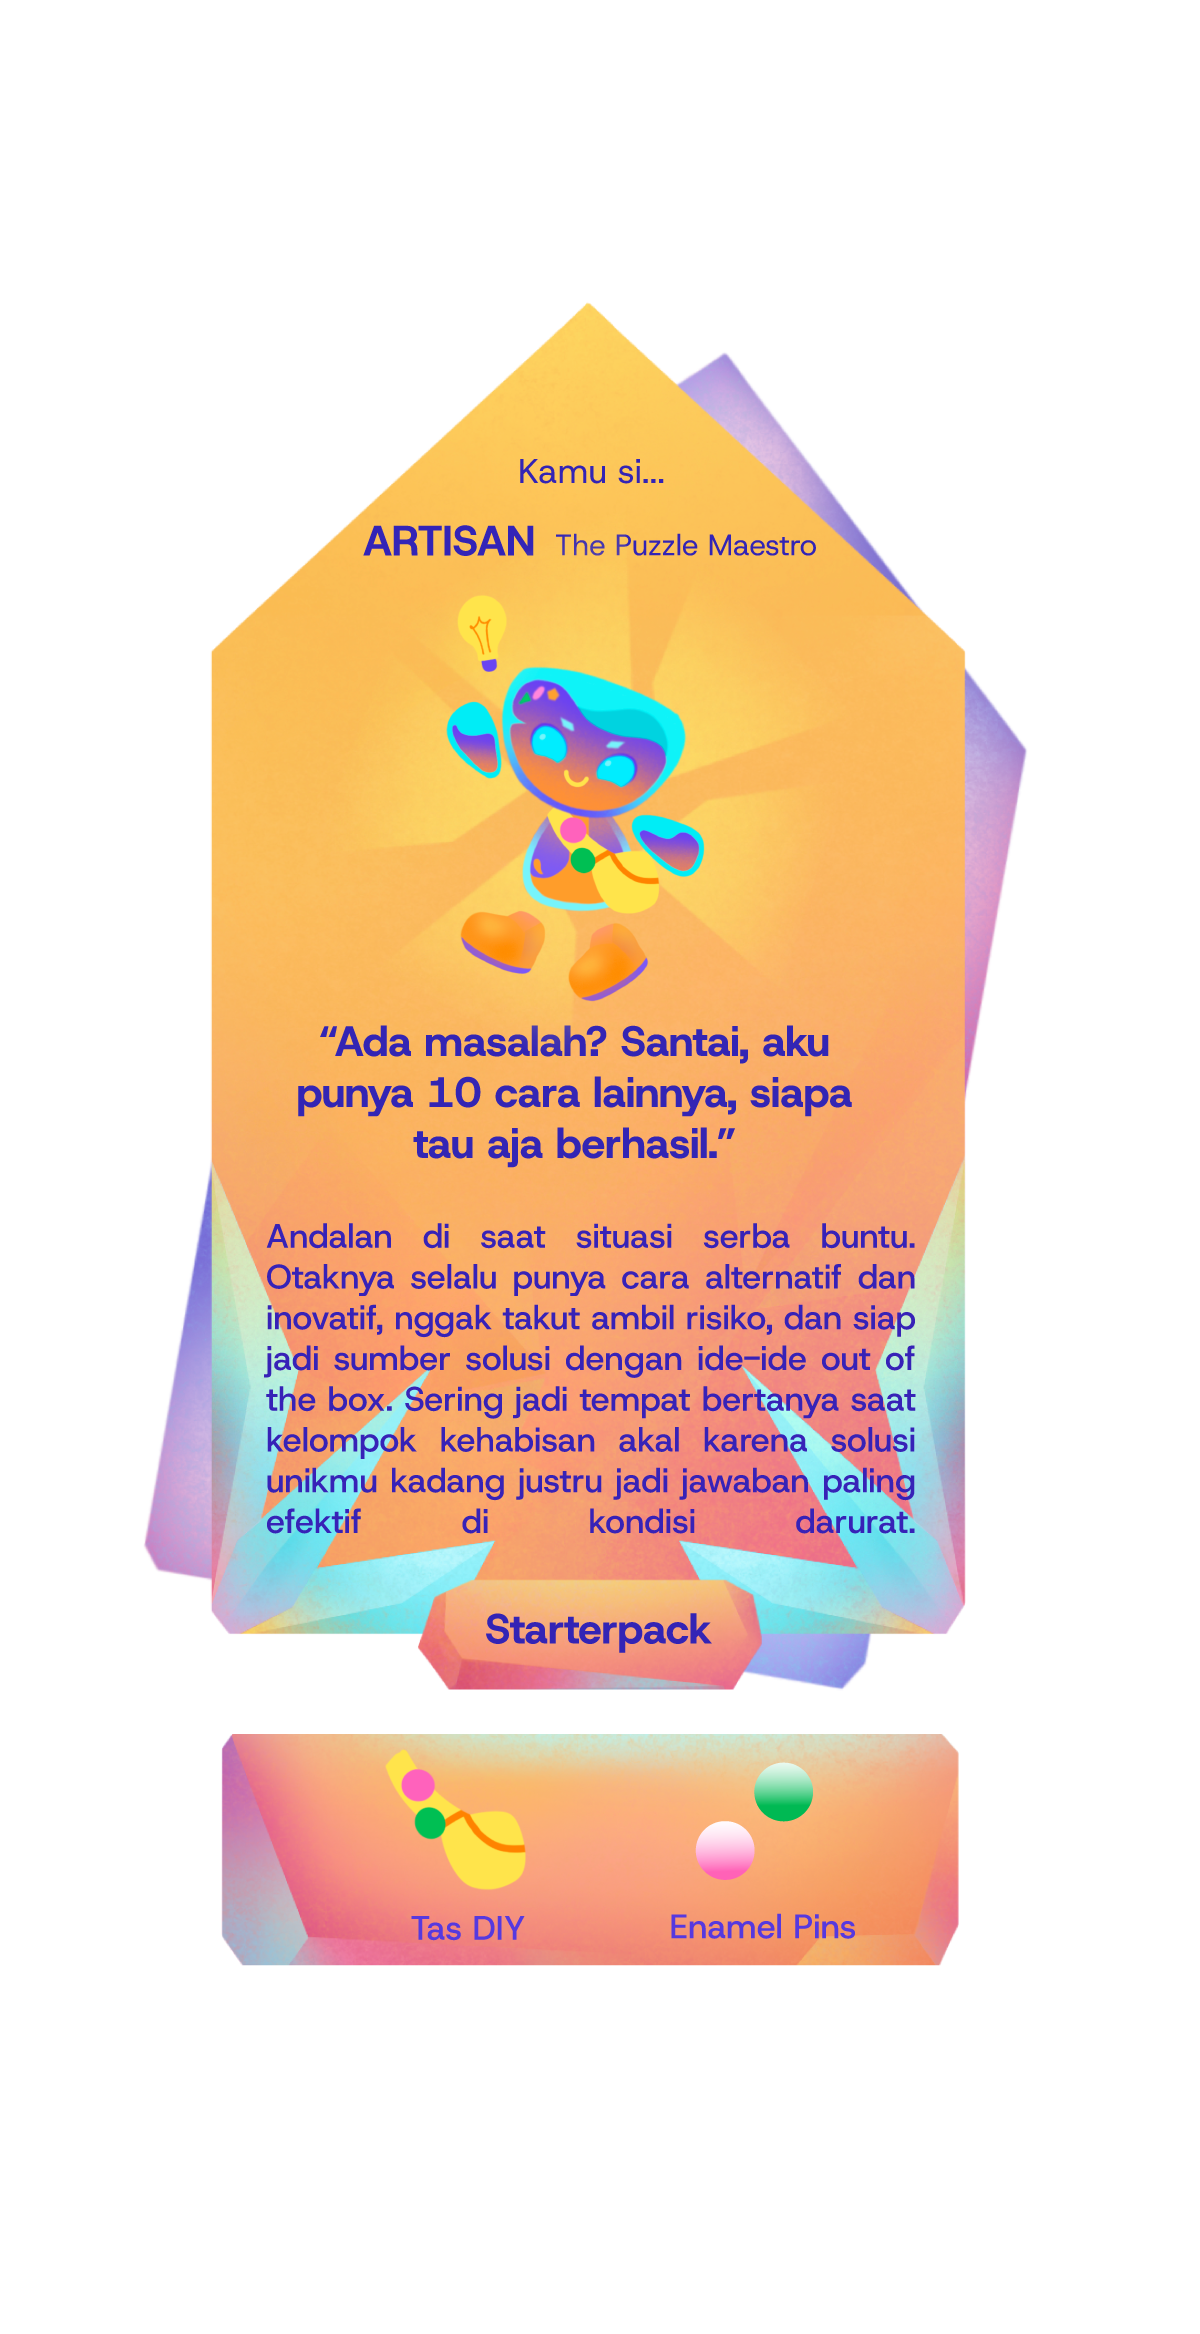 Kamu si...
ARTISAN The Puzzle Maestro
“Ada masalah? Santai, aku
punya 10 cara lainnya, siapa
tau aja berhasil.”
Andalan di saat situasi serba buntu.
Otaknya selalu punya cara alternatif dan
inovatif, nggak takut ambil risiko, dan siap
jadi sumber solusi dengan ide-ide out of
the box. Sering jadi tempat bertanya saat
kelompok kehabisan akal karena solusi
unikmu kadang justru jadi jawaban paling
efektif di kondisi darurat.
Starterpack
Tas DIY
Enamel Pins